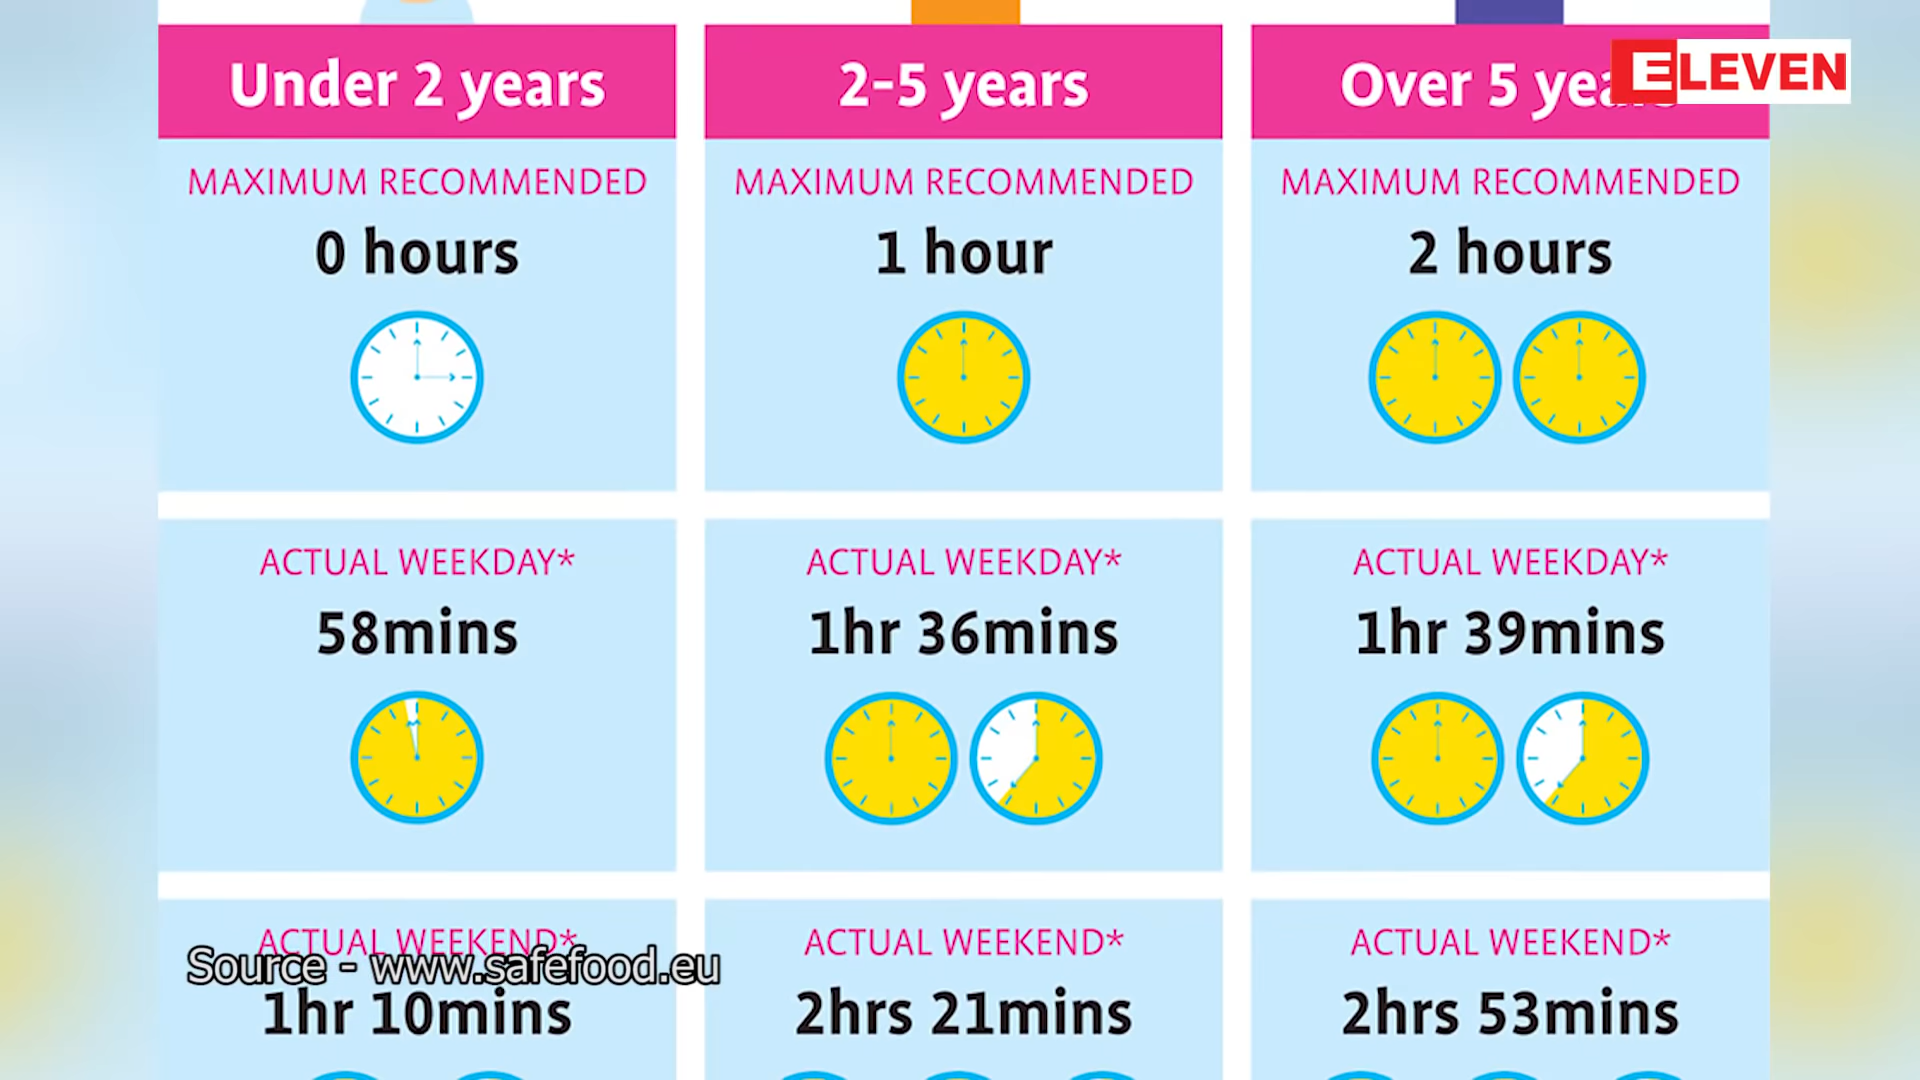 Under 2 years
MAXIMUM RECOMMENDED
0 hours
ACTUAL WEEKDAY*
58mins
ACTUAL WEEKEND*
1hr 10mins
2-5 years
MAXIMUM RECOMMENDED
1 hour
ACTUAL WEEKDAY*
1hr 36mins
ACTUAL WEEKEND*
2hrs 21mins
Over 5 years
MAXIMUM RECOMMENDED
2 hours
ACTUAL WEEKDAY*
1hr 39mins
ACTUAL WEEKEND*
2hrs 53mins
ELEVEN
Source - www.safefood.eu